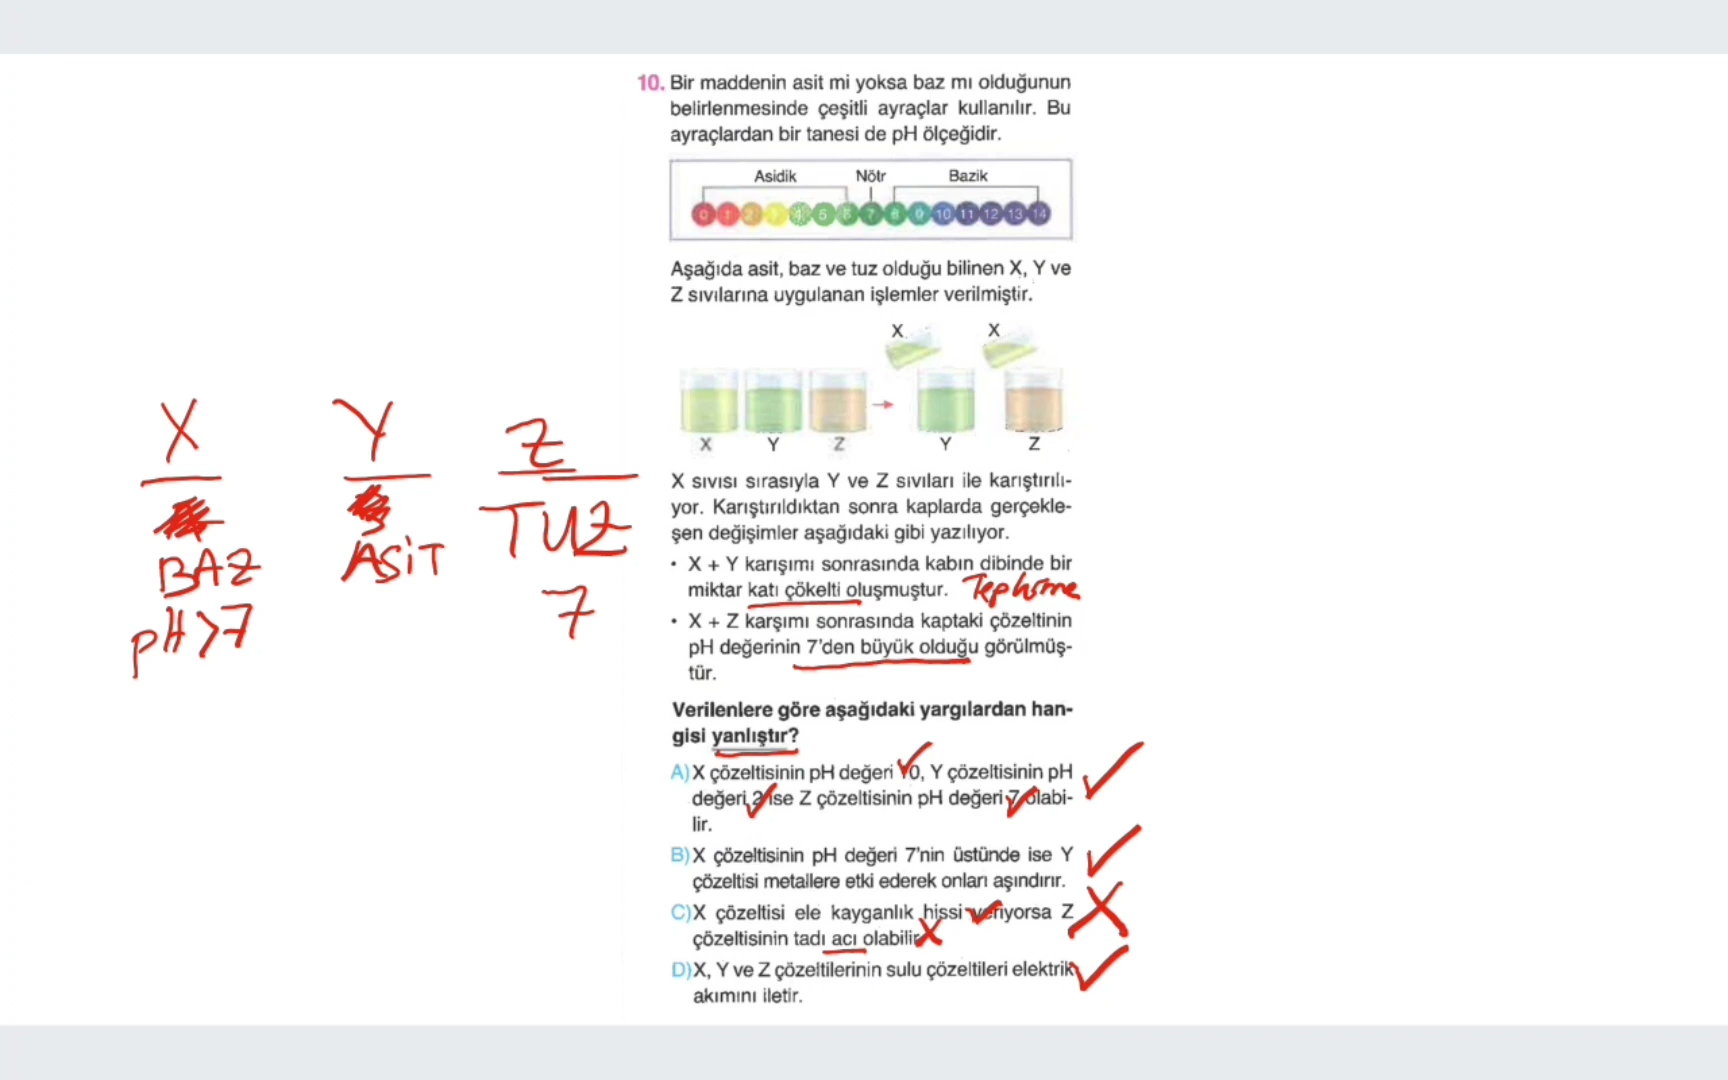 10. Bir maddenin asit mi yoksa baz mı olduğunun
belirlenmesinde çeşitli ayraçlar kullanılır. Bu
ayraçlardan bir tanesi de pH ölçeğidir.
Asidik Nötr Bazik
0 1 2 3 4 5 6 7 8 9 10 11 12 13 14
Aşağıda asit, baz ve tuz olduğu bilinen X, Y ve
Z sıvılarına uygulanan işlemler verilmiştir.
X X
X Y Z Y Z
X sıvısı sırasıyla Y ve Z sıvıları ile karıştırılı-
yor. Karıştırıldıktan sonra kaplarda gerçekle-
şen değişimler aşağıdaki gibi yazılıyor.
• X + Y karışımı sonrasında kabın dibinde bir
miktar katı çökelti oluşmuştur.
• X + Z karşımı sonrasında kaptaki çözeltinin
pH değerinin 7'den büyük olduğu görülmüş-
tür.
Verilenlere göre aşağıdaki yargılardan han-
gisi yanlıştır?
A) X çözeltisinin pH değeri 10, Y çözeltisinin pH
değeri 2 ise Z çözeltisinin pH değeri 7 olabi-
lir.
B) X çözeltisinin pH değeri 7'nin üstünde ise Y
çözeltisi metallere etki ederek onları aşındırır.
C) X çözeltisi ele kayganlık hissi veriyorsa Z
çözeltisinin tadı acı olabilir.
D) X, Y ve Z çözeltilerinin sulu çözeltileri elektrik
akımını iletir.
X Y Z
BAZ ASİT TUZ
pH>7 7